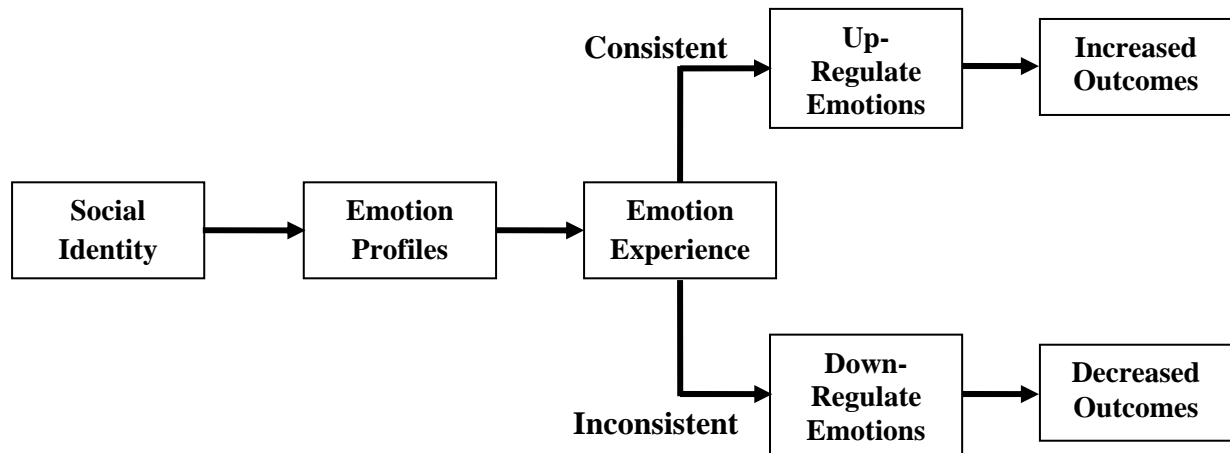 Social
Identity
Emotion
Profiles
Emotion
Experience
Consistent
Up-
Regulate
Emotions
Increased
Outcomes
Inconsistent
Down-
Regulate
Emotions
Decreased
Outcomes